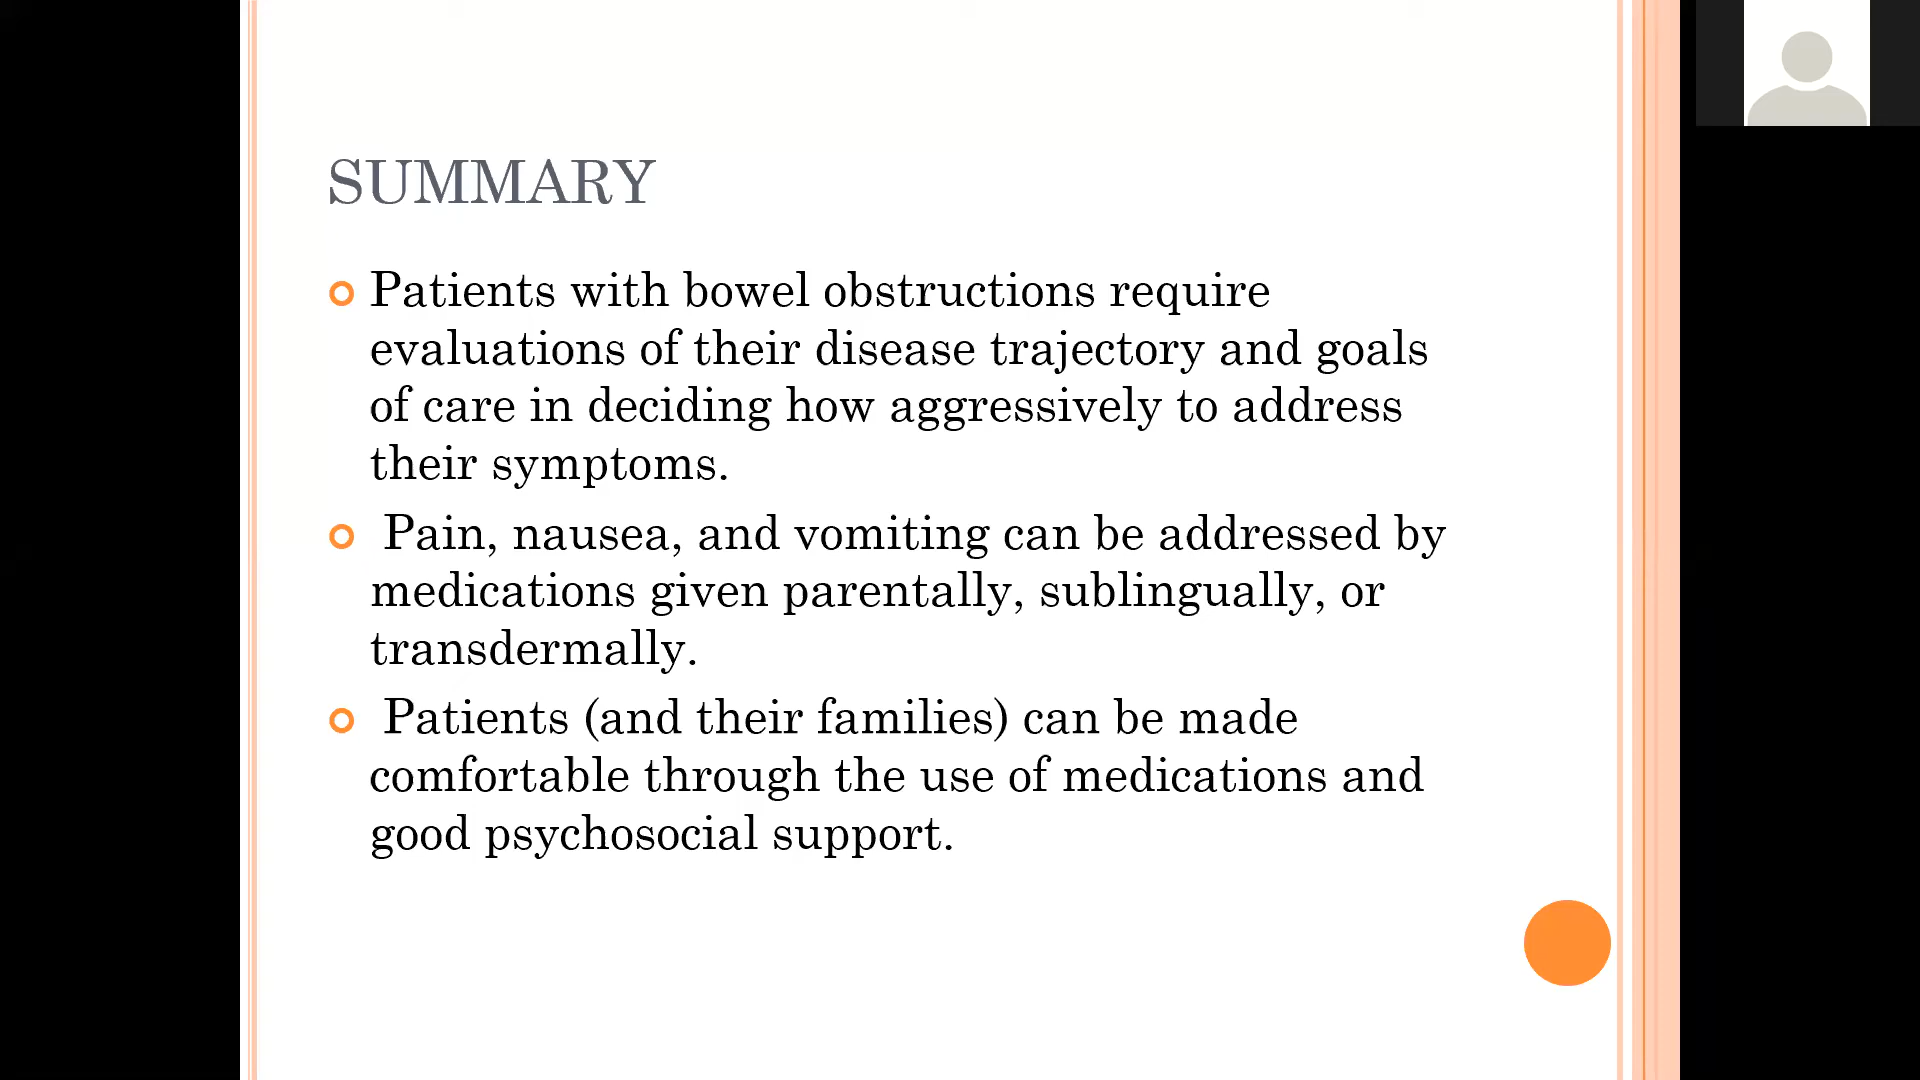 SUMMARY
Patients with bowel obstructions require
evaluations of their disease trajectory and goals
of care in deciding how aggressively to address
their symptoms.
Pain, nausea, and vomiting can be addressed by
medications given parentally, sublingually, or
transdermally.
Patients (and their families) can be made
comfortable through the use of medications and
good psychosocial support.